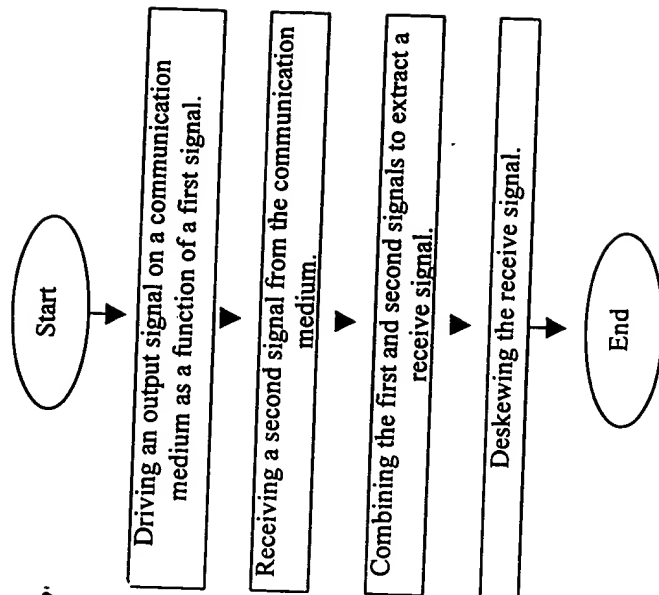 Start
Driving an output signal on a communication
medium as a function of a first signal.
Receiving a second signal from the communication
medium.
Combining the first and second signals to extract a
receive signal.
Deskewing the receive signal.
End